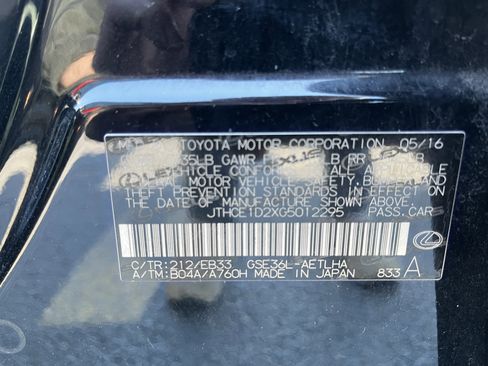 TOYOTA MOTOR CORPORATION 05/16
35LB GAWR LB RR LB
VEHICLE CONFORMS TO ALL APPLICABLE
MOTOR VEHICLE SAFETY, BUMPER, AND
THEFT PREVENTION STANDARDS IN EFFECT ON
THE DATE OF MANUFACTURE SHOWN ABOVE.
JTHCE1D2XG5012295 PASS.CAR
C/TR:212/EB33 GSE36L-AETLHA
A/TM:B04A/A760H MADE IN JAPAN 833 A